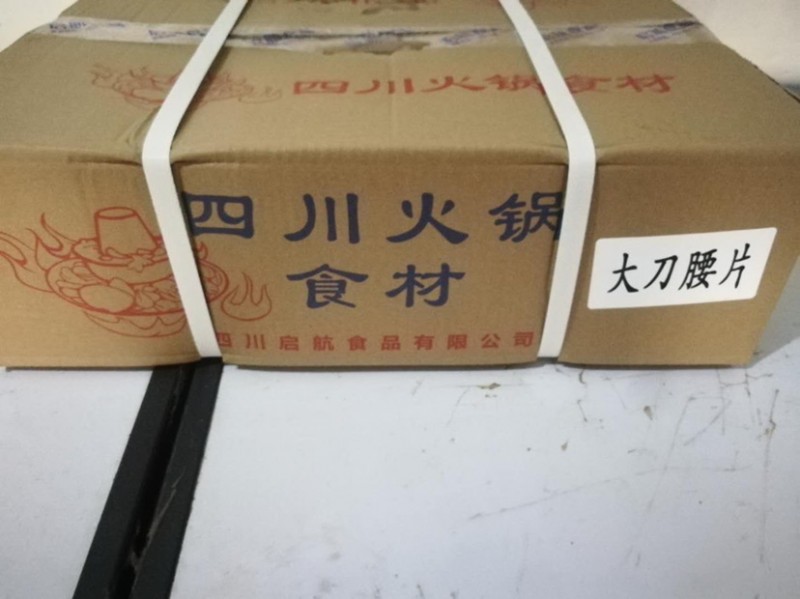 四川火锅食材
四川火锅
食材
大刀腰片
四川启航食品有限公司